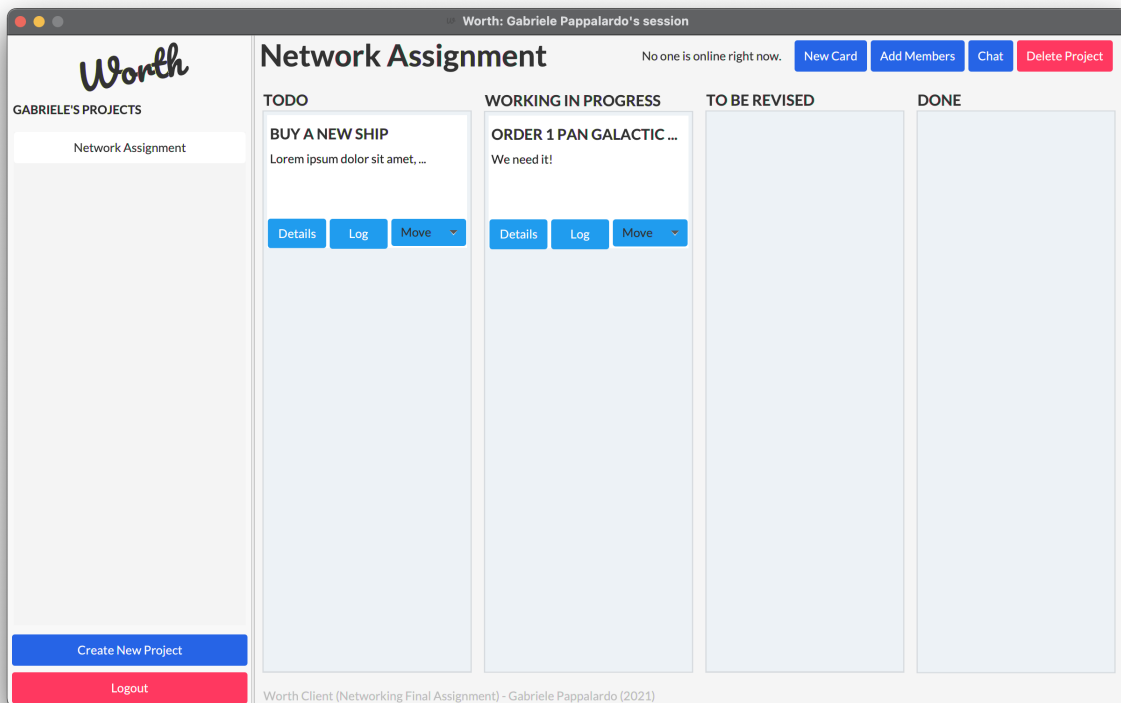 Worth: Gabriele Pappalardo's session
Worth
GABRIELE'S PROJECTS
Network Assignment
Create New Project
Logout
Network Assignment
No one is online right now.
New Card
Add Members
Chat
Delete Project
TODO
BUY A NEW SHIP
Lorem ipsum dolor sit amet, ...
Details
Log
Move
WORKING IN PROGRESS
ORDER 1 PAN GALACTIC ...
We need it!
Details
Log
Move
TO BE REVISED
DONE
Worth Client (Networking Final Assignment) - Gabriele Pappalardo (2021)